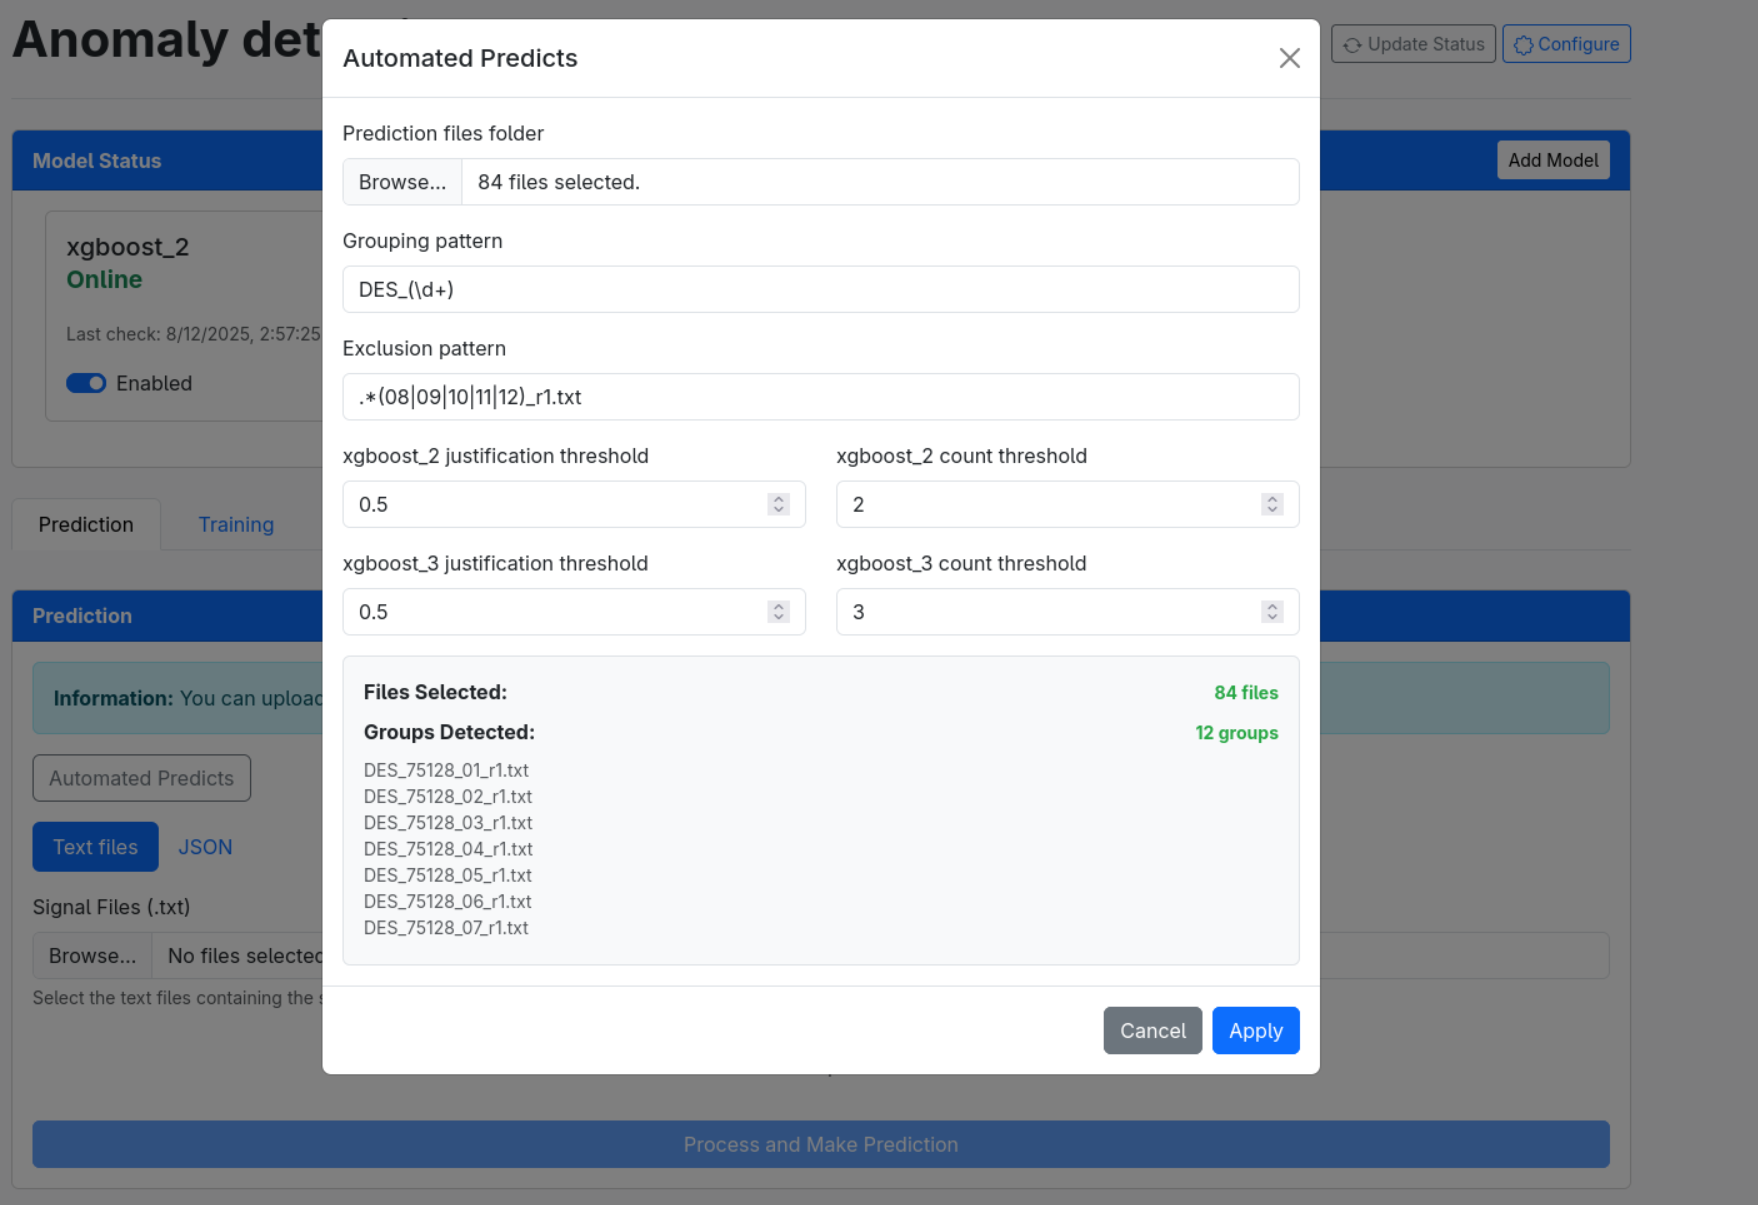 Anomaly det
Update Status
Configure
Automated Predicts
Model Status
Add Model
Prediction files folder
Browse...
84 files selected.
xgboost_2
Online
Last check: 8/12/2025, 2:57:25
Enabled
Grouping pattern
DES_(\d+)
Exclusion pattern
.*(08|09|10|11|12)_r1.txt
xgboost_2 justification threshold
xgboost_2 count threshold
0.5
2
Prediction
Training
xgboost_3 justification threshold
xgboost_3 count threshold
0.5
3
Prediction
Information: You can upload
Files Selected:
84 files
Groups Detected:
12 groups
DES_75128_01_r1.txt
DES_75128_02_r1.txt
DES_75128_03_r1.txt
DES_75128_04_r1.txt
DES_75128_05_r1.txt
DES_75128_06_r1.txt
DES_75128_07_r1.txt
Automated Predicts
Text files
JSON
Signal Files (.txt)
Browse...
No files selected
Select the text files containing the s
Cancel
Apply
Process and Make Prediction